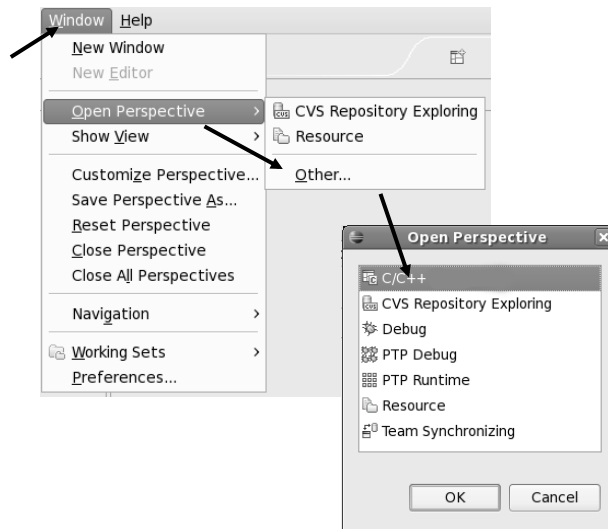 Window Help
New Window
New Editor
Open Perspective
Show View
Customize Perspective...
Save Perspective As...
Reset Perspective
Close Perspective
Close All Perspectives
Navigation
Working Sets
Preferences...
CVS Repository Exploring
Resource
Other...
Open Perspective
C/C++
CVS Repository Exploring
Debug
PTP Debug
PTP Runtime
Resource
Team Synchronizing
OK Cancel